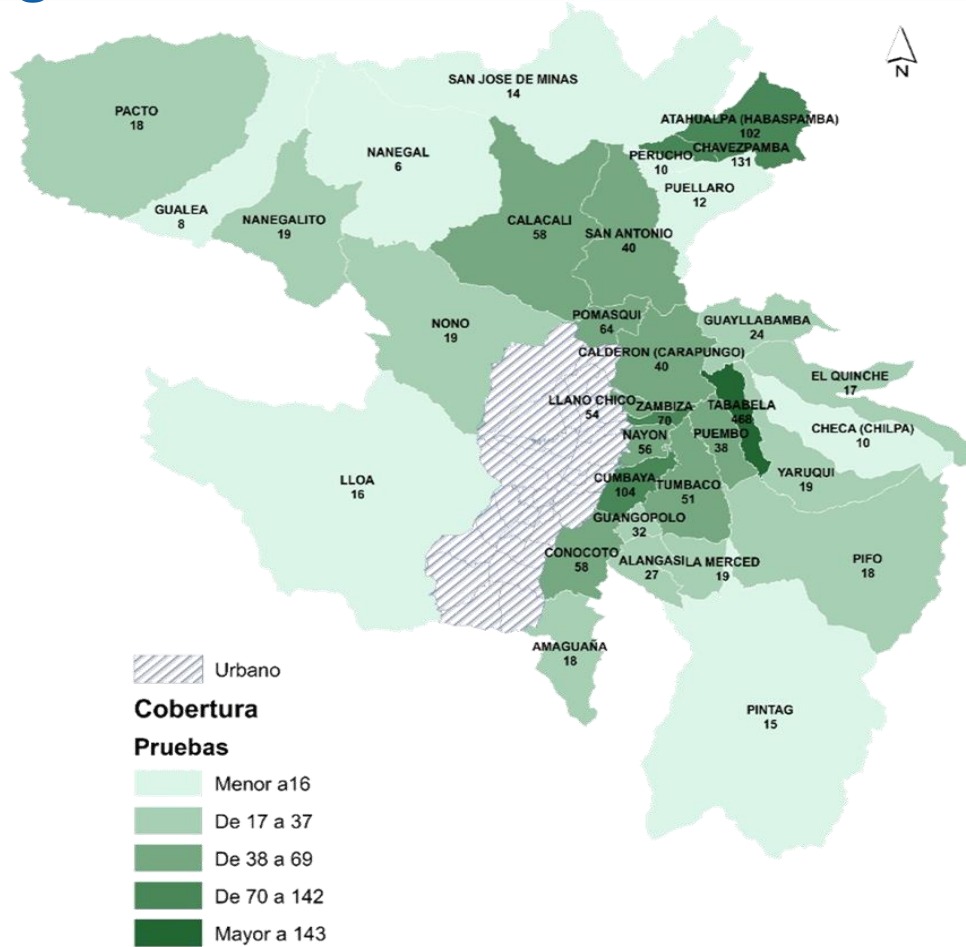 N
SAN JOSE DE MINAS
14
PACTO
18
ATAHUALPA (HABASPAMBA)
102
CHAVEZPAMBA
131
PERUCHO
10
NANEGAL
6
PUELLARO
12
GUALEA
8
NANEGALITO
19
CALACALI
58
SAN ANTONIO
40
NONO
19
POMASQUI
64
GUAYLLABAMBA
24
CALDERON (CARAPUNGO)
40
EL QUINCHE
17
LLANO CHICO
54
ZAMBIZA
70
TABABELA
468
CHECA (CHILPA)
10
NAYON
56
PUEMBO
38
YARUQUI
19
LLOA
16
CUMBAYA
104
TUMBACO
51
GUANGOPOLO
32
CONOCOTO
58
ALANGASI
27
LA MERCED
19
PIFO
18
AMAGUAÑA
18
PINTAG
15
Urbano
Cobertura
Pruebas
Menor a16
De 17 a 37
De 38 a 69
De 70 a 142
Mayor a 143